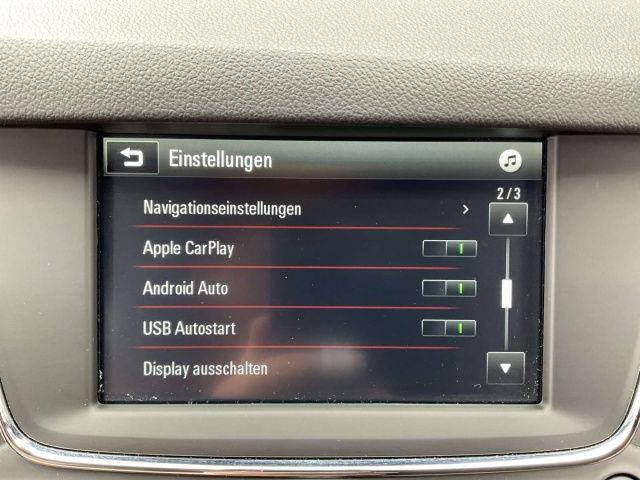 Einstellungen
2/3
Navigationseinstellungen
Apple CarPlay
Android Auto
USB Autostart
Display ausschalten